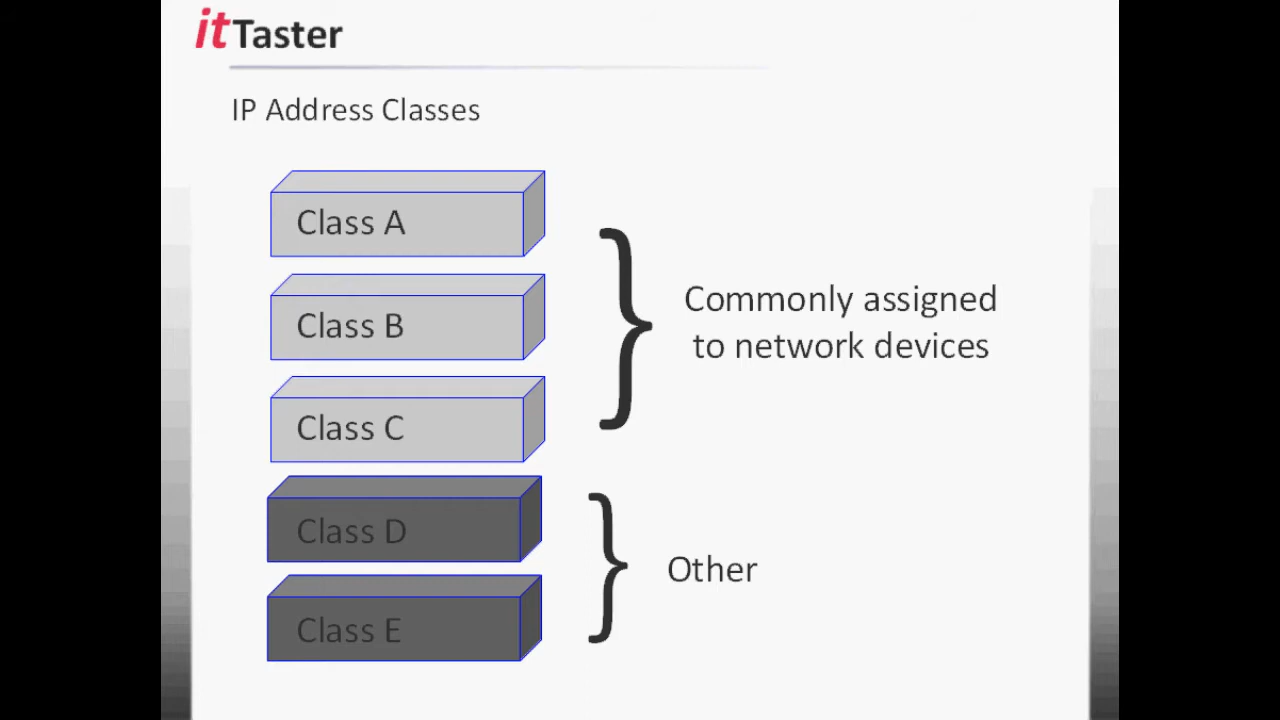 itTaster
IP Address Classes
Class A
Class B
Class C
Commonly assigned
to network devices
Class D
Class E
Other